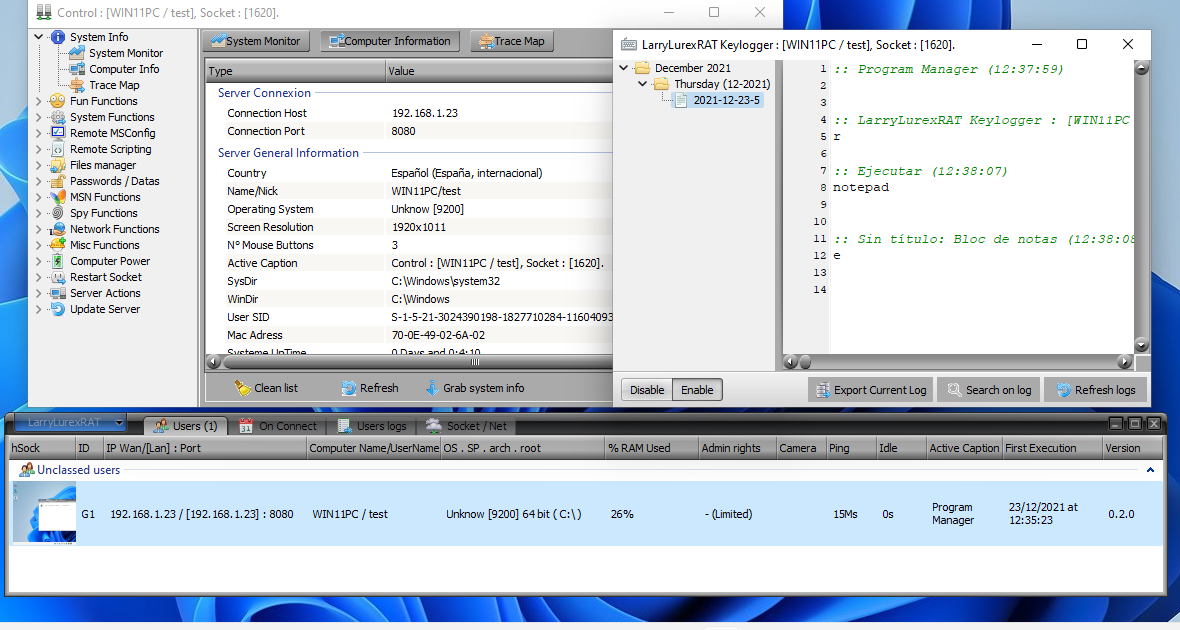 Control : [WIN11PC / test], Socket : [1620].
System Info
System Monitor
Computer Info
Trace Map
Fun Functions
System Functions
Remote MSConfig
Remote Scripting
Files manager
Passwords / Datas
MSN Functions
Spy Functions
Network Functions
Misc Functions
Computer Power
Restart Socket
Server Actions
Update Server
System Monitor Computer Information Trace Map
Type Value
Server Connexion
Connection Host 192.168.1.23
Connection Port 8080
Server General Information
Country Español (España, internacional)
Name/Nick WIN11PC/test
Operating System Unknow [9200]
Screen Resolution 1920x1011
Nº Mouse Buttons 3
Active Caption Control : [WIN11PC / test], Socket : [1620].
SysDir C:\Windows\system32
WinDir C:\Windows
User SID S-1-5-21-3024390198-1827710284-11604093
Mac Adress 70-0E-49-02-6A-02
Systeme UpTime 0 Days and 0:4:10
Clean list Refresh Grab system info
LarryLurexRAT Keylogger : [WIN11PC / test], Socket : [1620].
December 2021
Thursday (12-2021)
2021-12-23-5
1 :: Program Manager (12:37:59)
2
3
4 :: LarryLurexRAT Keylogger : [WIN11PC
5 r
6
7 :: Ejecutar (12:38:07)
8 notepad
9
10
11 :: Sin título: Bloc de notas (12:38:08
12 e
13
14
Disable Enable Export Current Log Search on log Refresh logs
LarryLurexRAT Users (1) On Connect Users logs Socket / Net
hSock ID IP Wan/[Lan] : Port Computer Name/UserName OS . SP . arch . root % RAM Used Admin rights Camera Ping Idle Active Caption First Execution Version
Unclassed users
G1 192.168.1.23 / [192.168.1.23] : 8080 WIN11PC / test Unknow [9200] 64 bit ( C:\ ) 26% - (Limited) 15Ms 0s Program Manager 23/12/2021 at 12:35:23 0.2.0